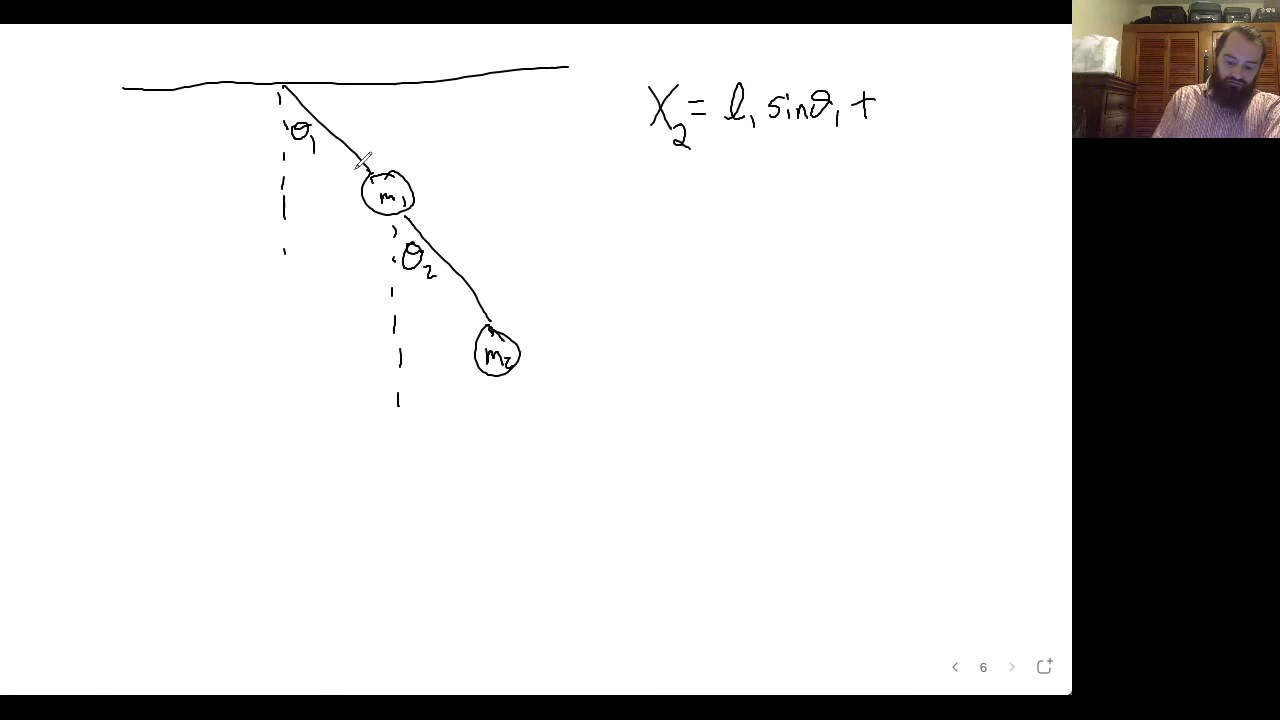 X₂ = l₁ sinθ₁ +
θ₁
m₁
θ₂
m₂
6